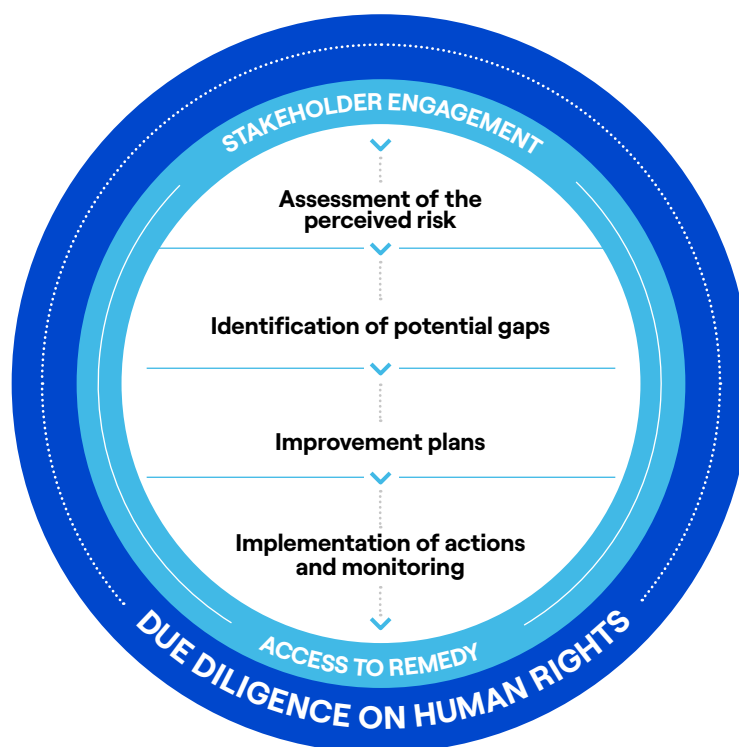 STAKEHOLDER ENGAGEMENT
Assessment of the
perceived risk
Identification of potential gaps
Improvement plans
Implementation of actions
and monitoring
ACCESS TO REMEDY
DUE DILIGENCE ON HUMAN RIGHTS